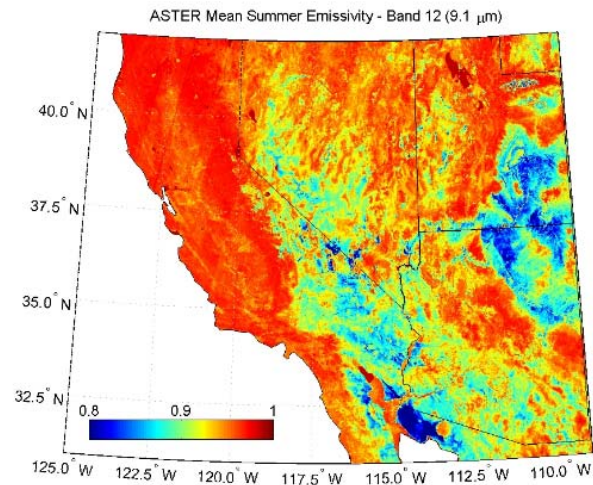 ASTER Mean Summer Emissivity - Band 12 (9.1 μm)
40.0° N
37.5° N
35.0° N
32.5° N
0.8 0.9 1
125.0° W 122.5° W 120.0° W 117.5° W 115.0° W 112.5° W 110.0° W